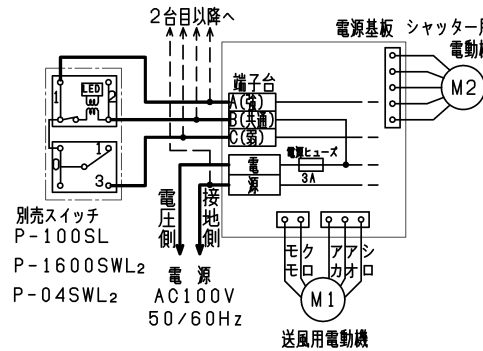 2台目以降へ
電源基板
シャッター用
電動機
M2
LED
1
2
端子台
A(強)
B(共通)
C(弱)
0
1
3
電源
電源ヒューズ
3A
別売スイッチ
P-100SL
P-1600SWL2
P-04SWL2
電圧側
接地側
電源
AC100V
50/60Hz
モモ
クロ
アカ
アオ
シロ
M1
送風用電動機